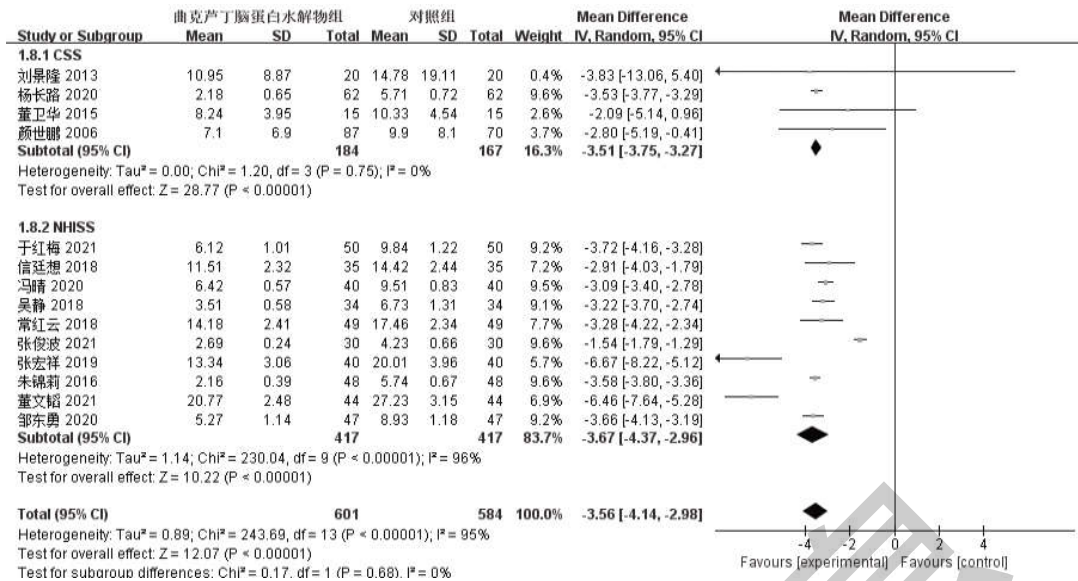 曲克芦丁脑蛋白水解物组 对照组 Mean Difference Mean Difference
Study or Subgroup Mean SD Total Mean SD Total Weight IV, Random, 95% CI IV, Random, 95% CI
1.8.1 CSS
刘景隆 2013 10.95 8.87 20 14.78 19.11 20 0.4% -3.83 [-13.06, 5.40]
杨长路 2020 2.18 0.65 62 5.71 0.72 62 9.6% -3.53 [-3.77, -3.29]
董卫华 2015 8.24 3.95 15 10.33 4.54 15 2.6% -2.09 [-5.14, 0.96]
颜世鹏 2006 7.1 6.9 87 9.9 8.1 70 3.7% -2.80 [-5.19, -0.41]
Subtotal (95% CI) 184 167 16.3% -3.51 [-3.75, -3.27]
Heterogeneity: Tau² = 0.00; Chi² = 1.20, df = 3 (P = 0.75); I² = 0%
Test for overall effect: Z = 28.77 (P < 0.00001)
1.8.2 NHISS
于红梅 2021 6.12 1.01 50 9.84 1.22 50 9.2% -3.72 [-4.16, -3.28]
信廷想 2018 11.51 2.32 35 14.42 2.44 35 7.2% -2.91 [-4.03, -1.79]
冯晴 2020 6.42 0.57 40 9.51 0.83 40 9.5% -3.09 [-3.40, -2.78]
吴静 2018 3.51 0.58 34 6.73 1.31 34 9.1% -3.22 [-3.70, -2.74]
常红云 2018 14.18 2.41 49 17.46 2.34 49 7.7% -3.28 [-4.22, -2.34]
张俊波 2021 2.69 0.24 30 4.23 0.66 30 9.6% -1.54 [-1.79, -1.29]
张宏祥 2019 13.34 3.06 40 20.01 3.96 40 5.7% -6.67 [-8.22, -5.12]
朱锦莉 2016 2.16 0.39 48 5.74 0.67 48 9.6% -3.58 [-3.80, -3.36]
董文韬 2021 20.77 2.48 44 27.23 3.15 44 7.0% -6.46 [-7.64, -5.28]
邹东勇 2020 5.27 1.14 47 8.93 1.18 47 9.2% -3.66 [-4.13, -3.19]
Subtotal (95% CI) 417 417 83.7% -3.67 [-4.37, -2.96]
Heterogeneity: Tau² = 1.14; Chi² = 230.04, df = 9 (P < 0.00001); I² = 96%
Test for overall effect: Z = 10.22 (P < 0.00001)
Total (95% CI) 601 584 100.0% -3.56 [-4.14, -2.98]
Heterogeneity: Tau² = 0.89; Chi² = 243.69, df = 13 (P < 0.00001); I² = 95%
Test for overall effect: Z = 12.07 (P < 0.00001)
Test for subgroup differences: Chi² = 0.17, df = 1 (P = 0.68), I² = 0%
-4 -2 0 2 4
Favours [experimental] Favours [control]